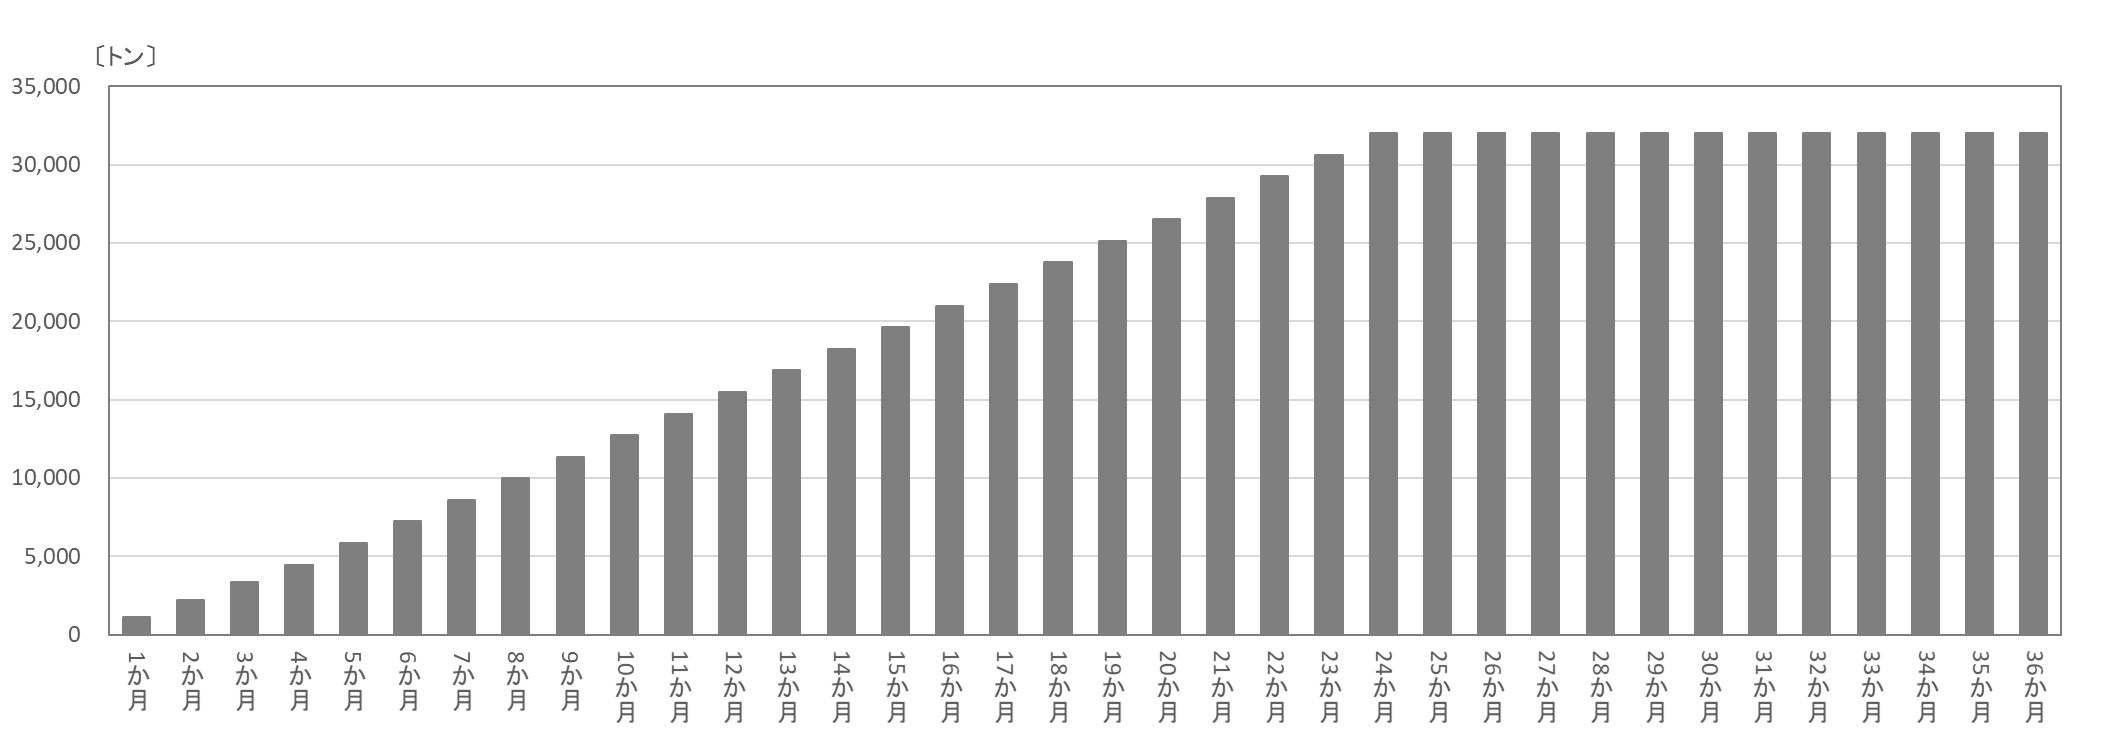 〔トン〕
35,000
30,000
25,000
20,000
15,000
10,000
5,000
0
1か月
2か月
3か月
4か月
5か月
6か月
7か月
8か月
9か月
10か月
11か月
12か月
13か月
14か月
15か月
16か月
17か月
18か月
19か月
20か月
21か月
22か月
23か月
24か月
25か月
26か月
27か月
28か月
29か月
30か月
31か月
32か月
33か月
34か月
35か月
36か月